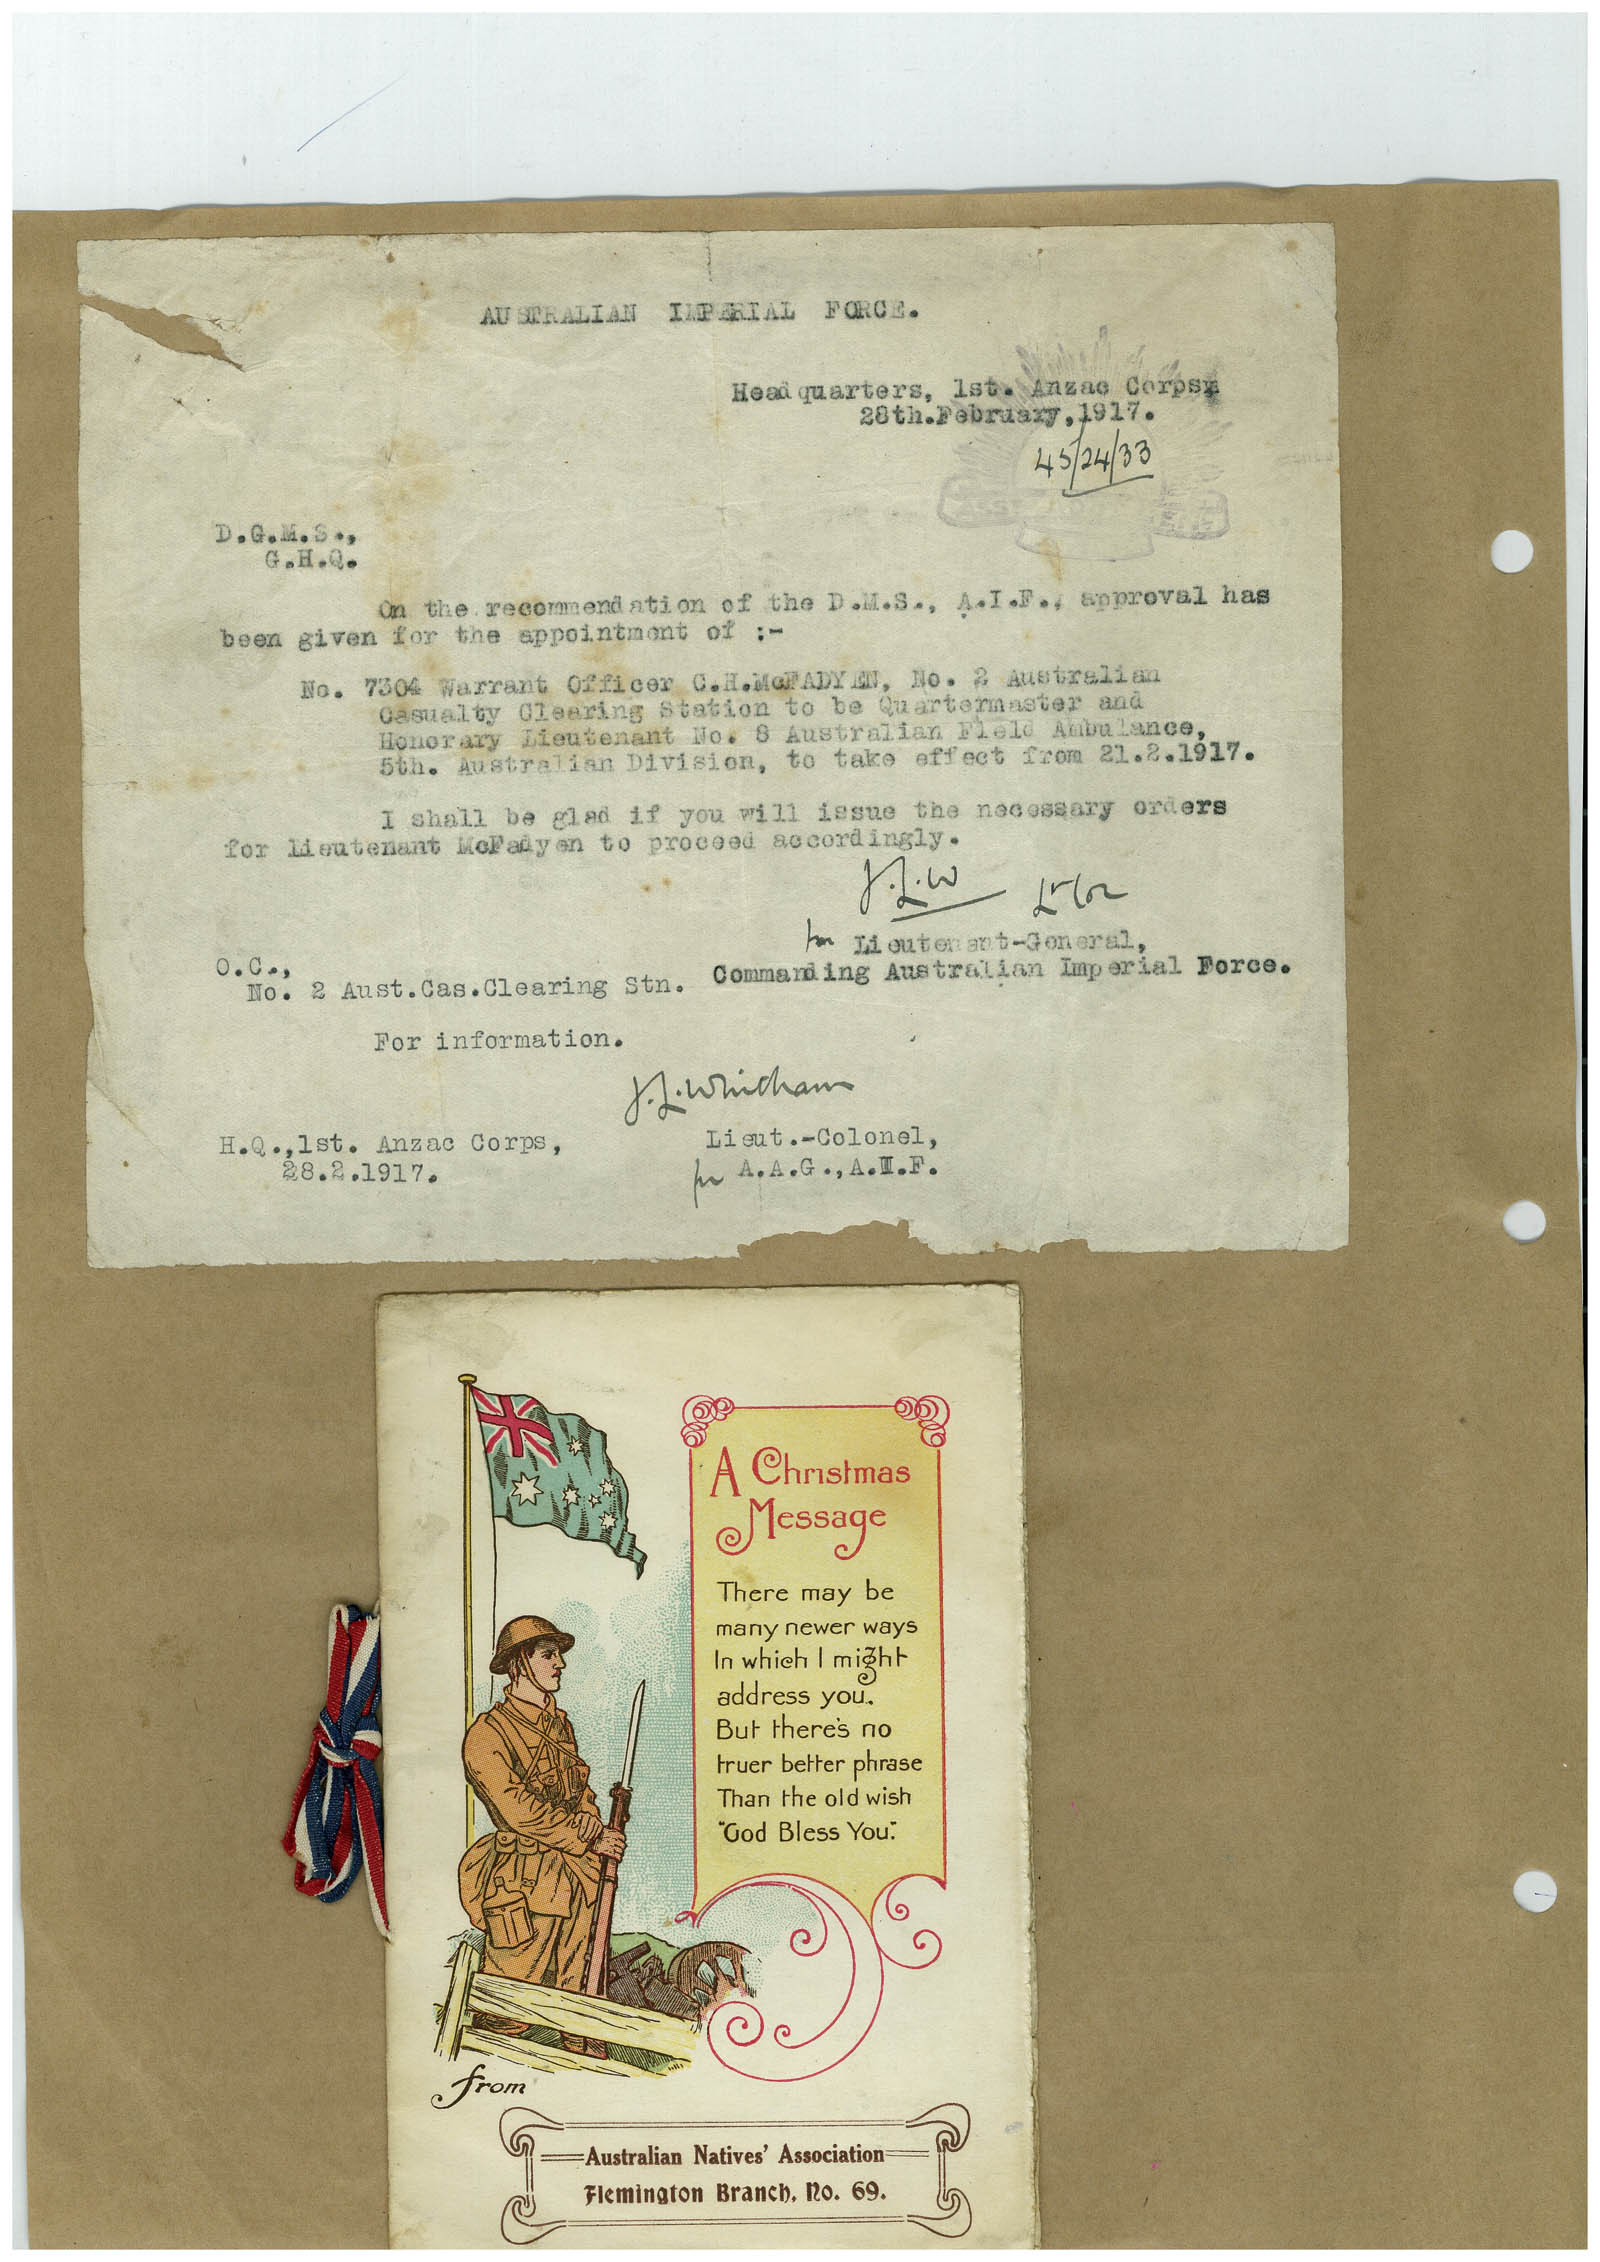 AUSTRALIAN IMPERIAL FORCE.
Headquarters, 1st. Anzac Corps,
28th.February,1917.
45/24/33
D.G.M.S.,
G.H.Q.
On the recommendation of the D.M.S., A.I.F., approval has
been given for the appointment of :-
No. 7304 Warrant Officer C.H.McFADYEN, No. 2 Australian
Casualty Clearing Station to be Quartermaster and
Honorary Lieutenant No. 8 Australian Field Ambulance,
5th. Australian Division, to take effect from 21.2.1917.
I shall be glad if you will issue the necessary orders
for Lieutenant McFadyen to proceed accordingly.
J.L.W Lt Col
for Lieutenant-General,
Commanding Australian Imperial Force.
O.C.,
No. 2 Aust.Cas.Clearing Stn.
For information.
J.L.Whitham
Lieut.-Colonel,
for A.A.G.,A.I.F.
H.Q.,1st. Anzac Corps,
28.2.1917.
A Christmas
Message
There may be
many newer ways
In which I might
address you.
But there's no
truer better phrase
Than the old wish
"God Bless You."
from
Australian Natives' Association
Flemington Branch, No. 69.